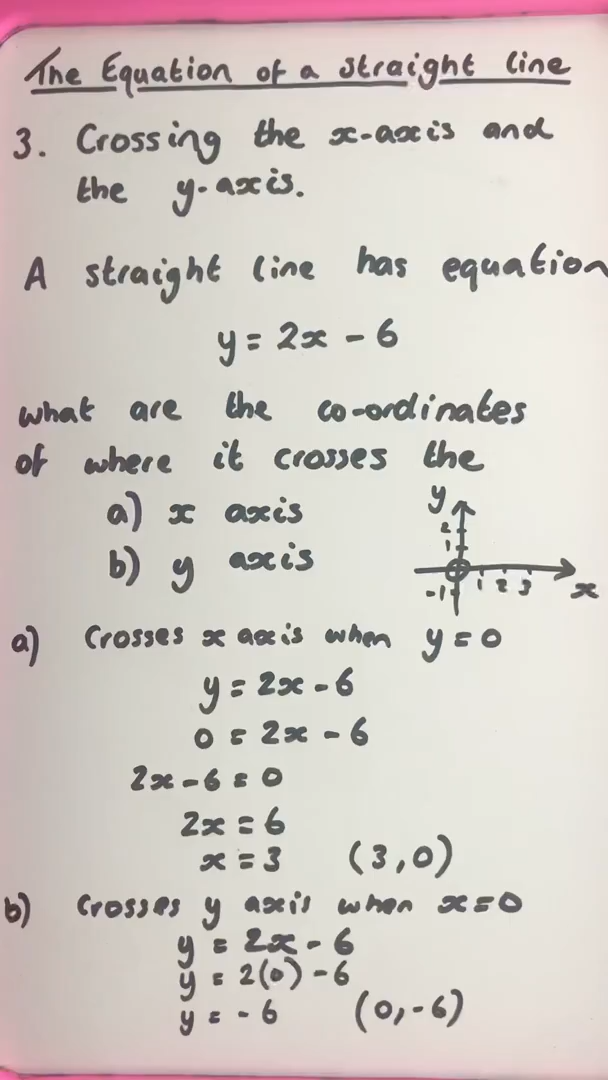 The Equation of a straight line
3. Crossing the x-axis and
the y-axis.
A straight line has equation
y = 2x - 6
what are the co-ordinates
of where it crosses the
a) x axis
b) y axis
y
2
1
-1
1 2 3
x
a) Crosses x axis when y = 0
y = 2x - 6
0 = 2x - 6
2x - 6 = 0
2x = 6
x = 3 (3,0)
b) Crosses y axis when x = 0
y = 2x - 6
y = 2(0) - 6
y = - 6 (0,-6)